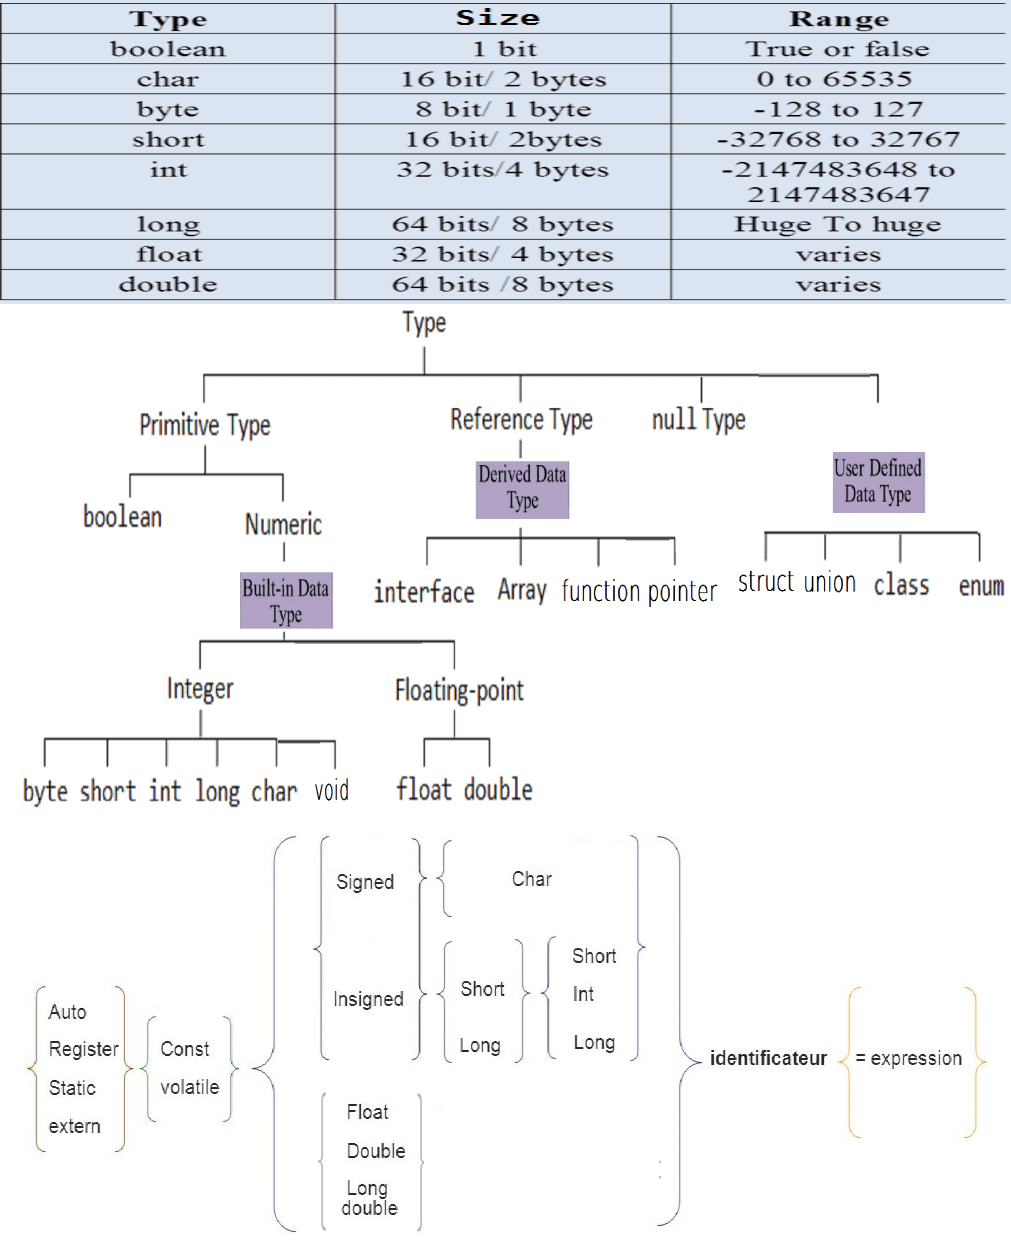 Type Size Range
boolean 1 bit True or false
char 16 bit/ 2 bytes 0 to 65535
byte 8 bit/ 1 byte -128 to 127
short 16 bit/ 2bytes -32768 to 32767
int 32 bits/4 bytes -2147483648 to
2147483647
long 64 bits/ 8 bytes Huge To huge
float 32 bits/ 4 bytes varies
double 64 bits /8 bytes varies
Type
Primitive Type Reference Type null Type
Derived Data
Type
User Defined
Data Type
boolean Numeric
interface Array function pointer struct union class enum
Built-in Data
Type
Integer Floating-point
byte short int long char void float double
Signed Char
Insigned Short Short
Int
Long Long
Auto
Register
Static
extern
Const
volatile
identificateur = expression
Float
Double
Long
double
;